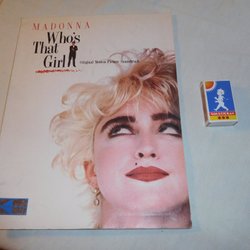 MADONNA
Who's
That
Girl
Original Motion Picture Soundtrack